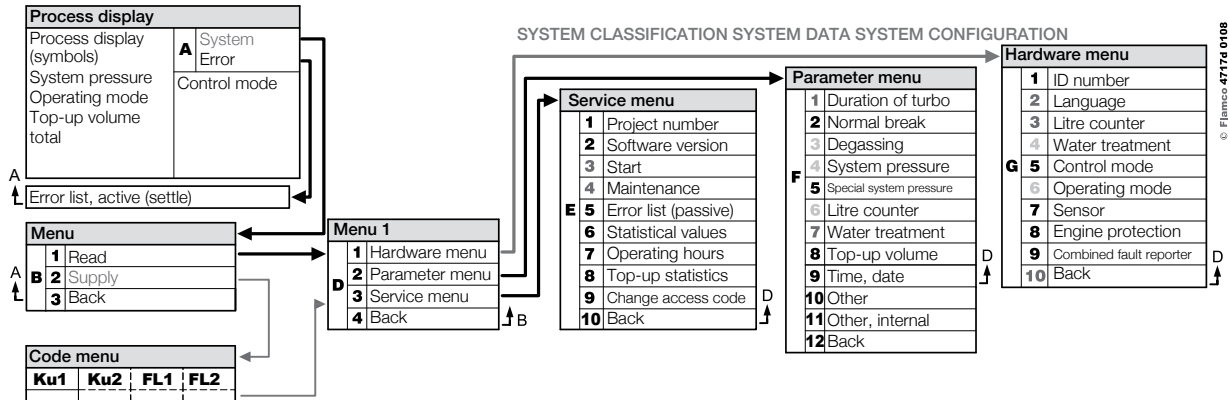 SYSTEM CLASSIFICATION SYSTEM DATA SYSTEM CONFIGURATION
Process display
Process display
(symbols)
System pressure
Operating mode
Top-up volume
total
A System
Error
Control mode
A
Error list, active (settle)
Menu
A
B
1 Read
2 Supply
3 Back
Code menu
Ku1 Ku2 FL1 FL2
Menu 1
D
1 Hardware menu
2 Parameter menu
3 Service menu
4 Back
B
Service menu
E
1 Project number
2 Software version
3 Start
4 Maintenance
5 Error list (passive)
6 Statistical values
7 Operating hours
8 Top-up statistics
9 Change access code
10 Back
D
Parameter menu
F
1 Duration of turbo
2 Normal break
3 Degassing
4 System pressure
5 Special system pressure
6 Litre counter
7 Water treatment
8 Top-up volume
9 Time, date
10 Other
11 Other, internal
12 Back
D
Hardware menu
G
1 ID number
2 Language
3 Litre counter
4 Water treatment
5 Control mode
6 Operating mode
7 Sensor
8 Engine protection
9 Combined fault reporter
10 Back
D
© Flamco 4717d 0108